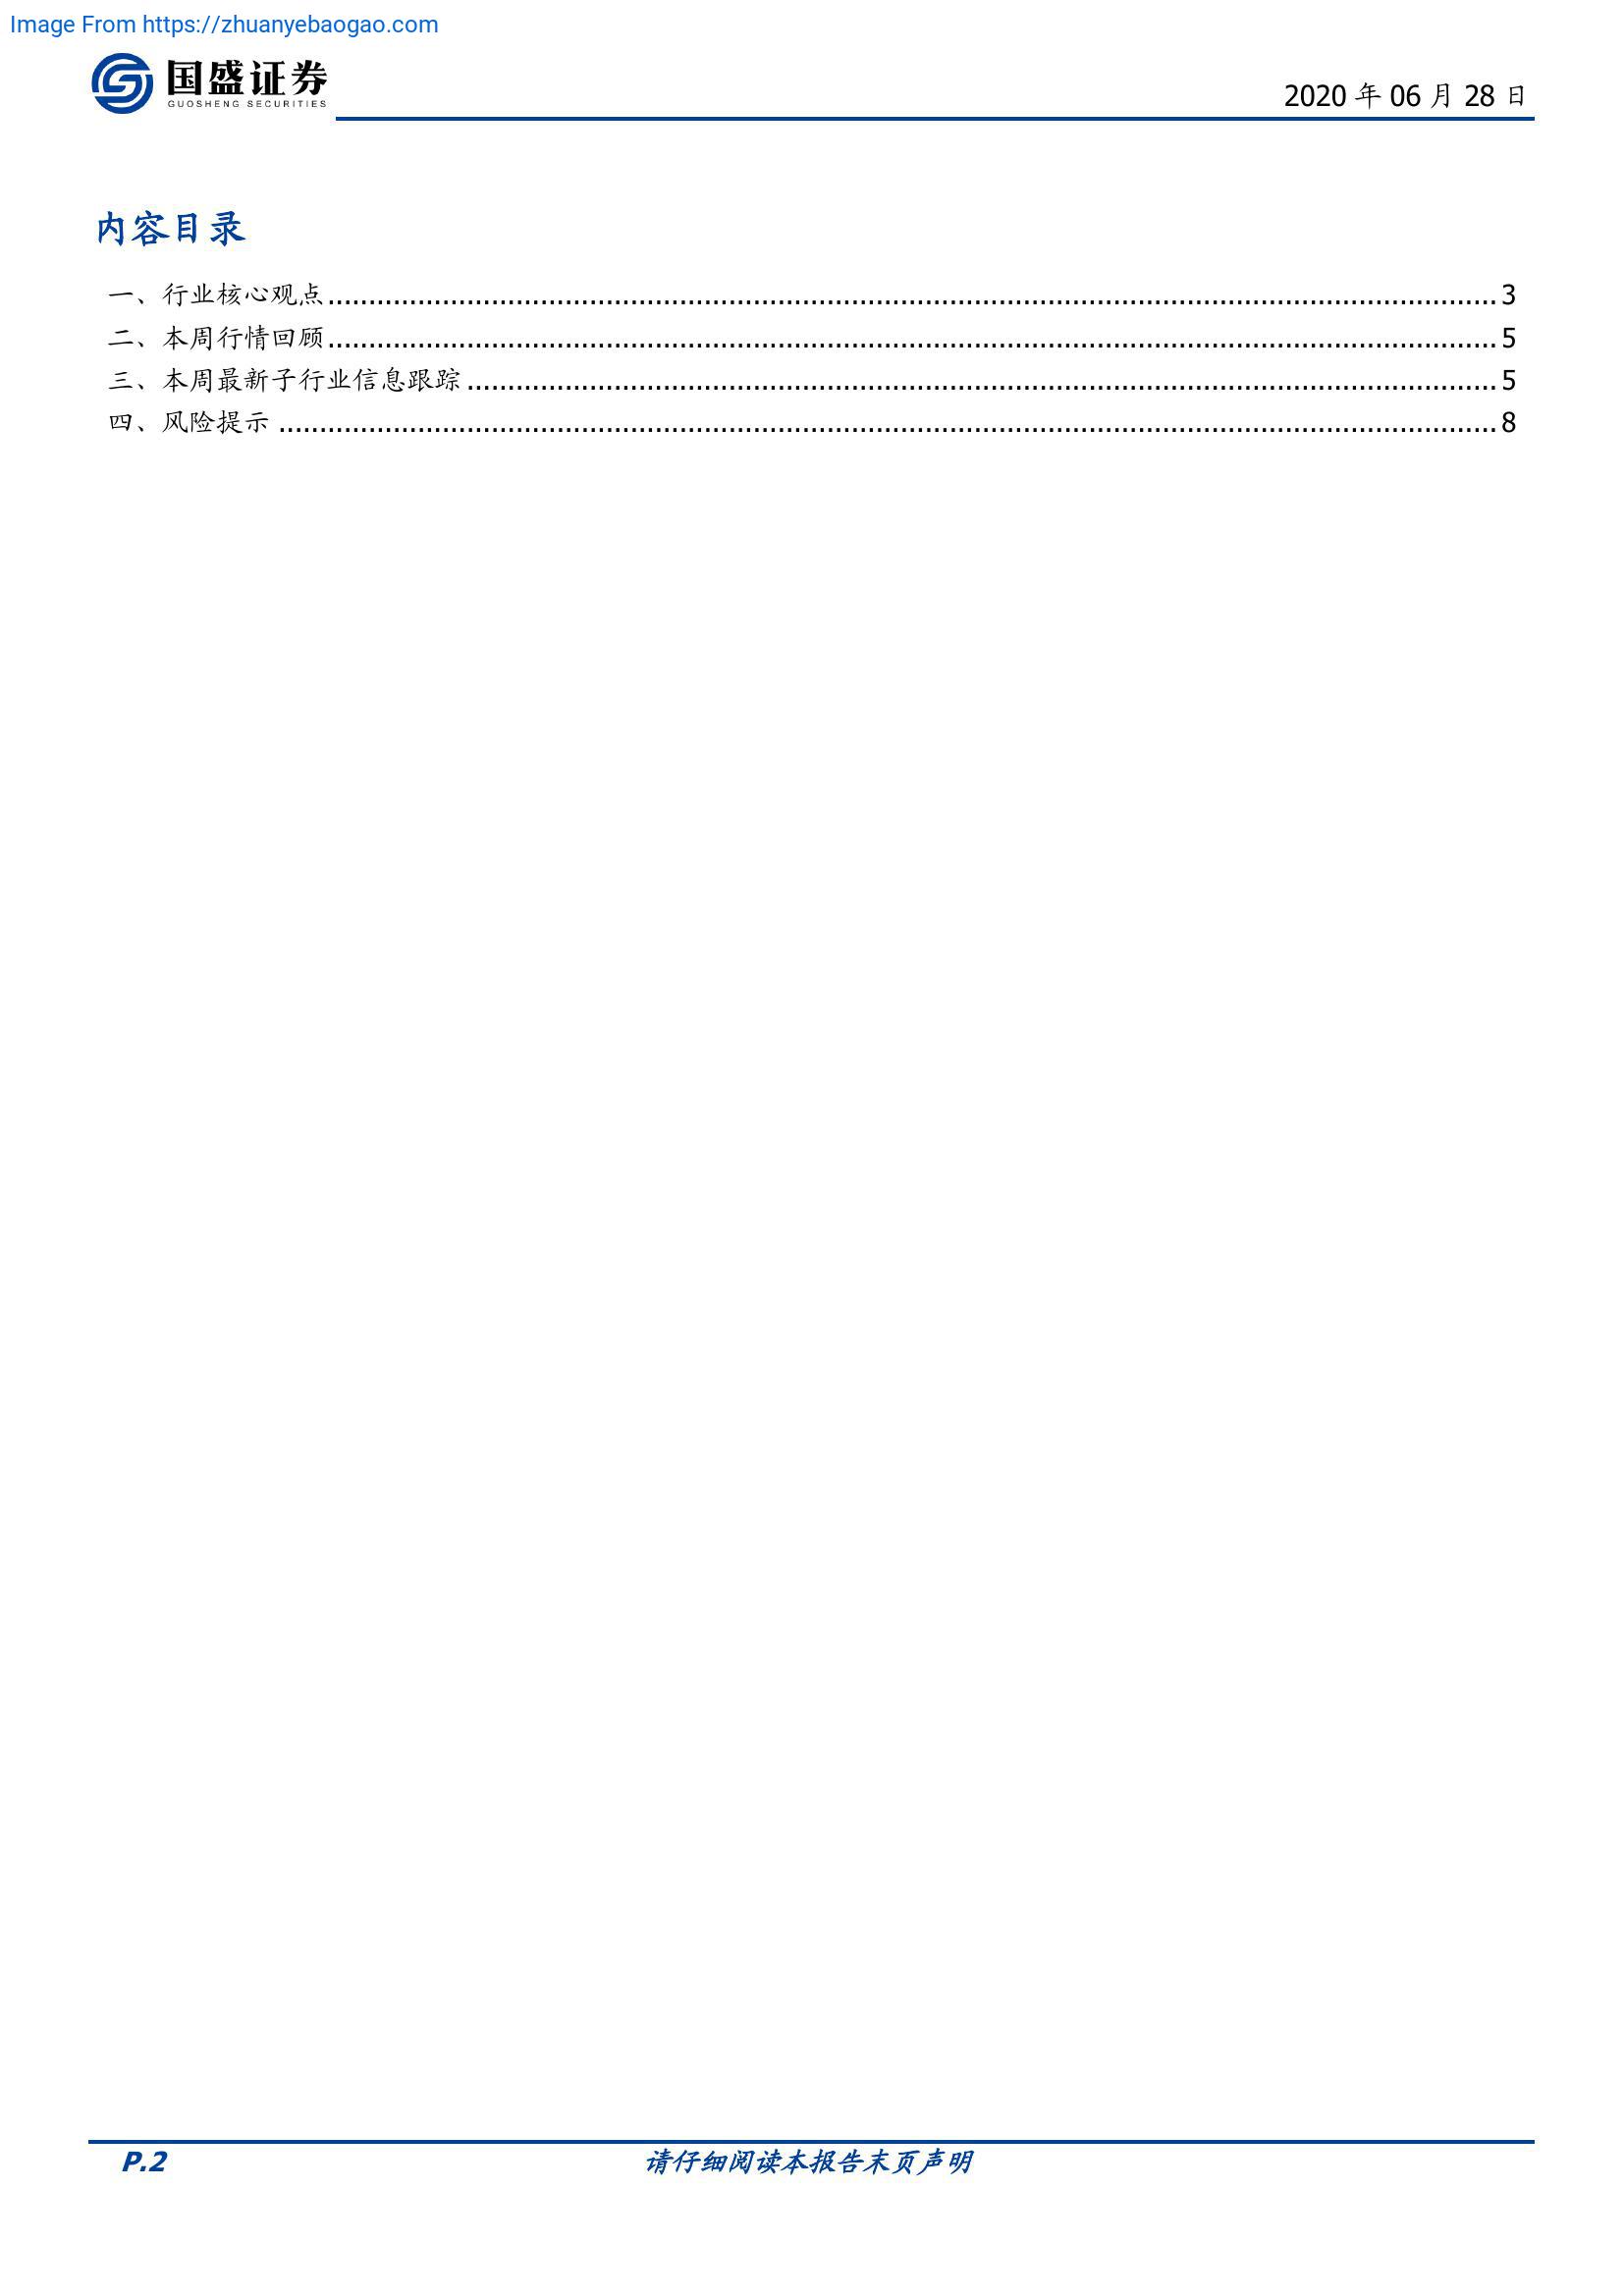 Image From https://zhuanyebaogao.com
国盛证券
GUOSHENG SECURITIES
2020 年 06 月 28 日
内容目录
一、行业核心观点................................................................................................................................................3
二、本周行情回顾................................................................................................................................................5
三、本周最新子行业信息跟踪...............................................................................................................................5
四、风险提示......................................................................................................................................................8
P.2
请仔细阅读本报告末页声明